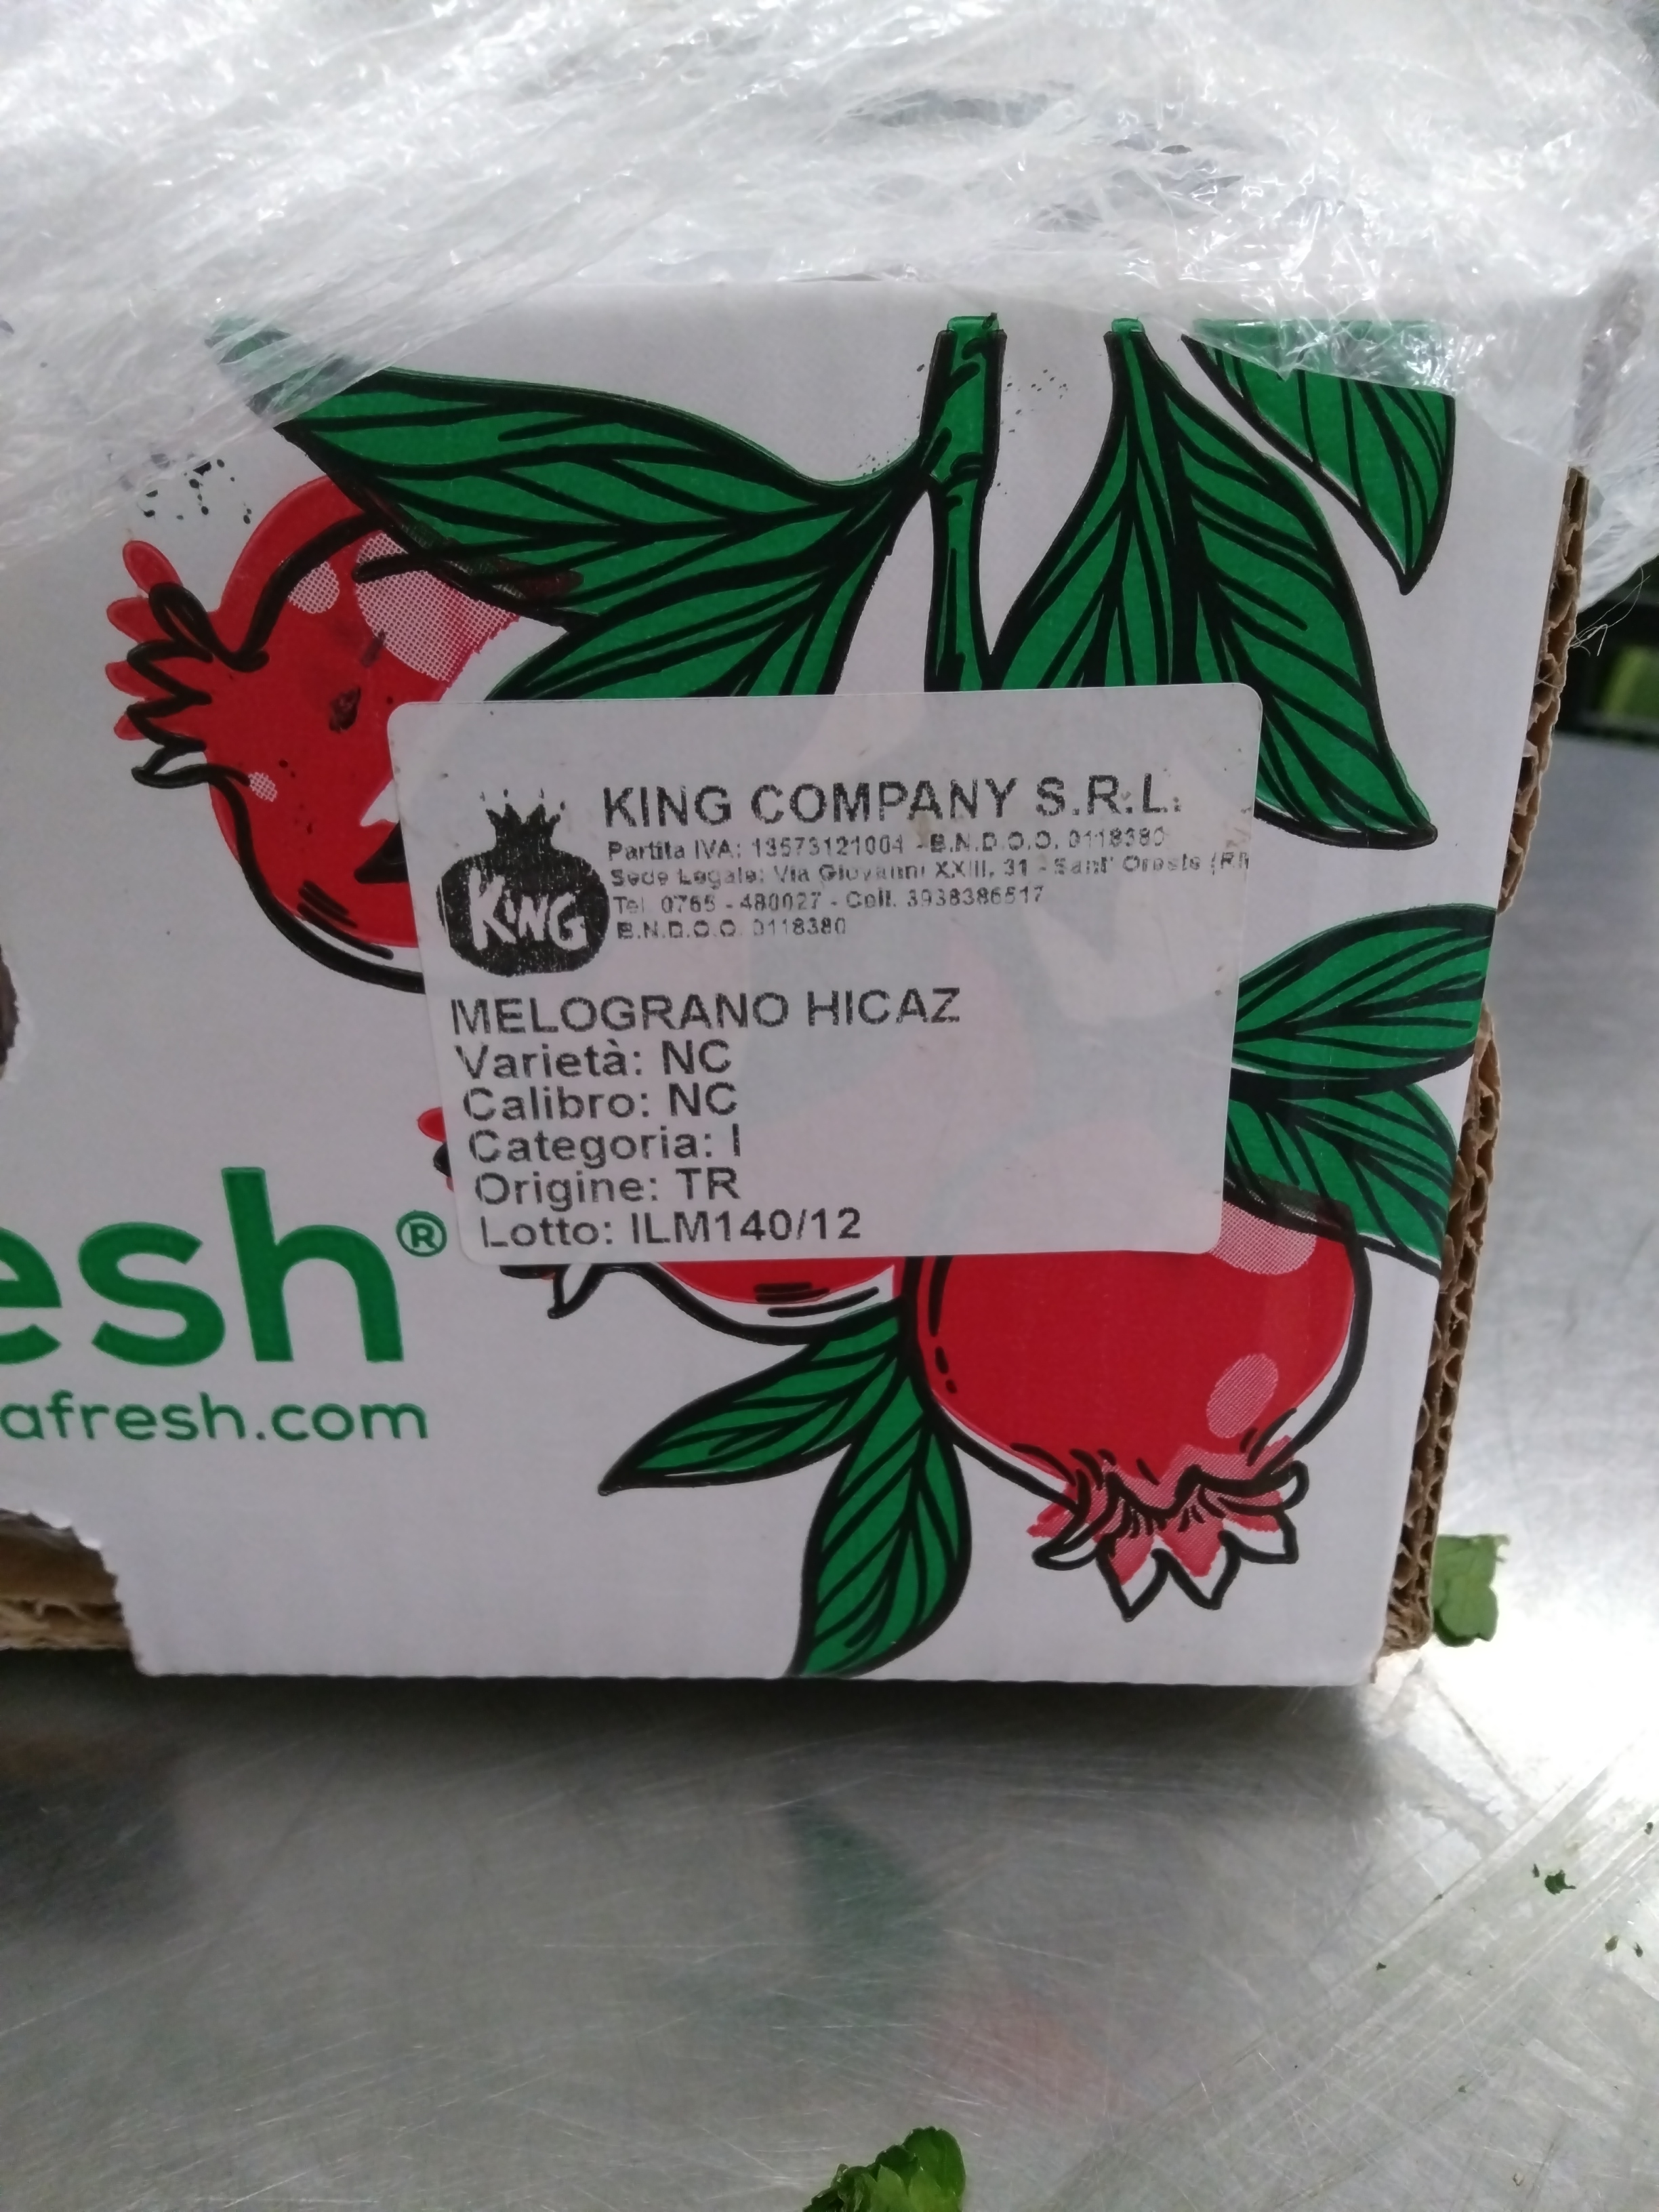 KING COMPANY S.R.L.
Partita IVA: 13573121004 - B.N.D.O.O. 0118380
Sede Legale: Via Giovanni XXIII, 31 - Sant' Oreste (RM
Tel. 0765 - 480027 - Cell. 3938386517
B.N.D.O.O. 0118380
KING
MELOGRANO HICAZ
Varietà: NC
Calibro: NC
Categoria: I
Origine: TR
Lotto: ILM140/12
esh®
afresh.com